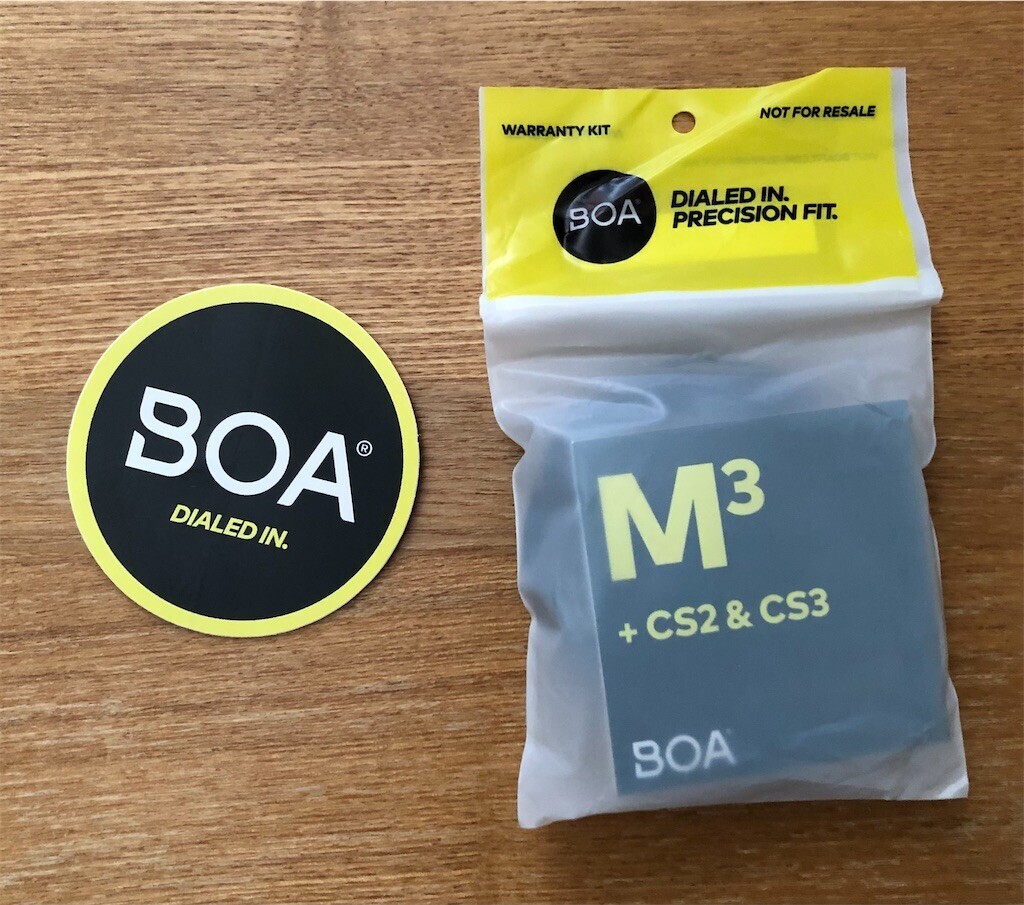 BOA®
DIALED IN.
WARRANTY KIT
NOT FOR RESALE
BOA
DIALED IN.
PRECISION FIT.
M³
+ CS2 & CS3
BOA